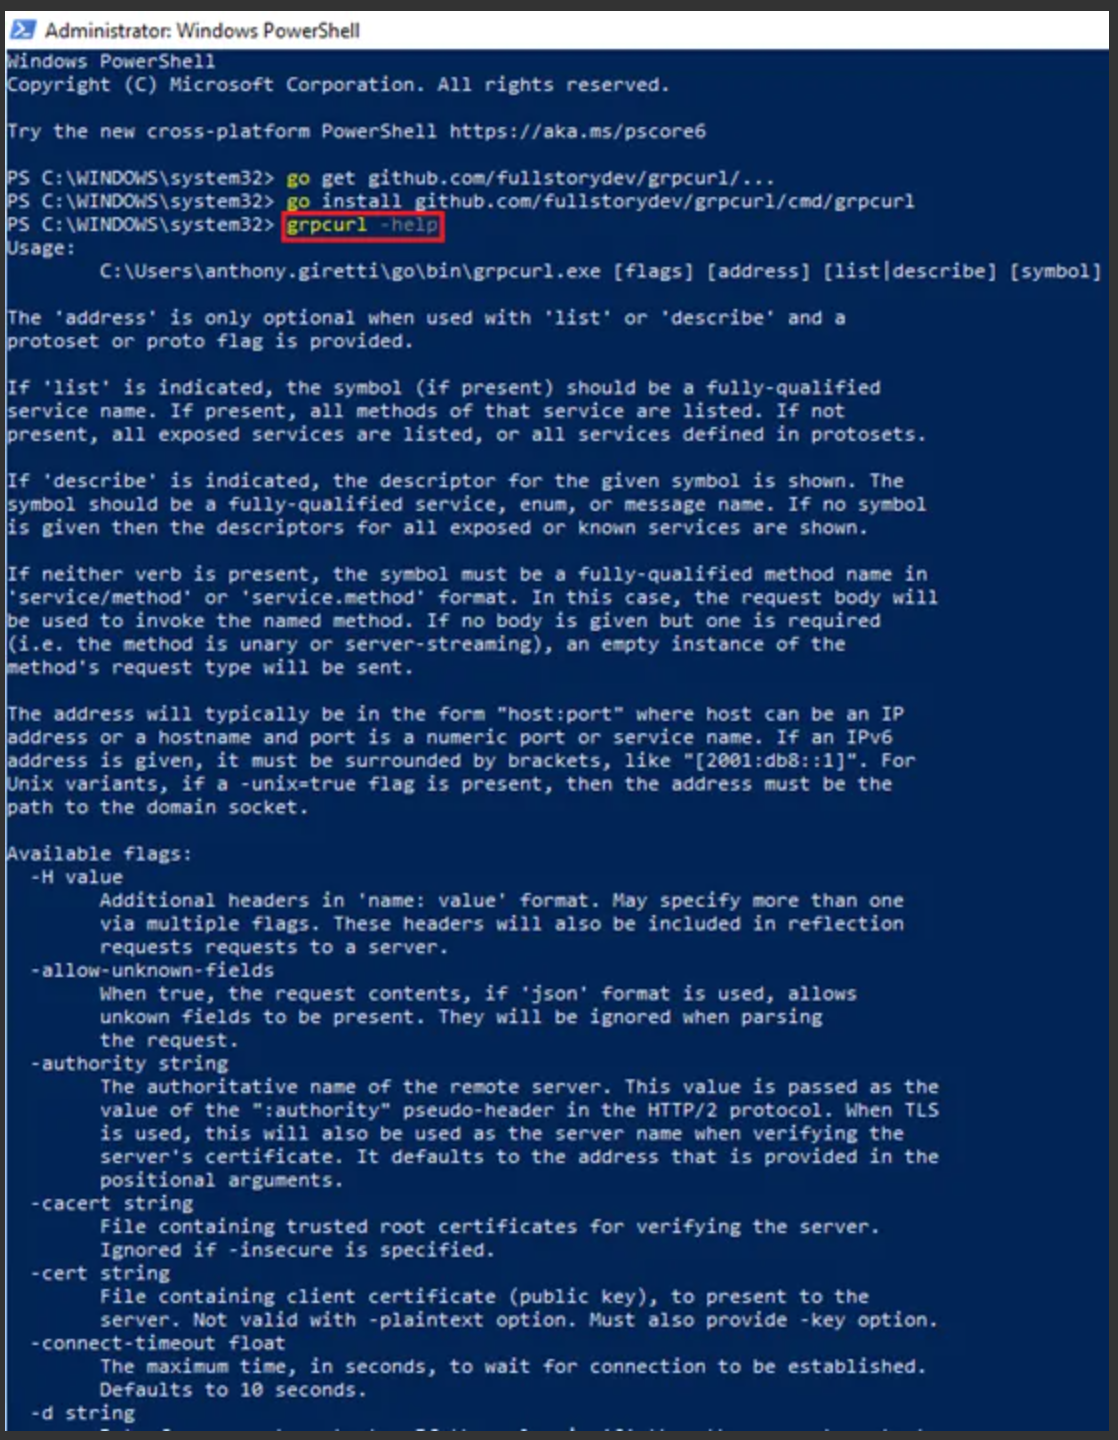 Administrator: Windows PowerShell
Windows PowerShell
Copyright (C) Microsoft Corporation. All rights reserved.
Try the new cross-platform PowerShell https://aka.ms/pscore6
PS C:\WINDOWS\system32> go get github.com/fullstorydev/grpcurl/...
PS C:\WINDOWS\system32> go install github.com/fullstorydev/grpcurl/cmd/grpcurl
PS C:\WINDOWS\system32> grpcurl -help
Usage:
C:\Users\anthony.giretti\go\bin\grpcurl.exe [flags] [address] [list|describe] [symbol]
The 'address' is only optional when used with 'list' or 'describe' and a
protoset or proto flag is provided.
If 'list' is indicated, the symbol (if present) should be a fully-qualified
service name. If present, all methods of that service are listed. If not
present, all exposed services are listed, or all services defined in protosets.
If 'describe' is indicated, the descriptor for the given symbol is shown. The
symbol should be a fully-qualified service, enum, or message name. If no symbol
is given then the descriptors for all exposed or known services are shown.
If neither verb is present, the symbol must be a fully-qualified method name in
'service/method' or 'service.method' format. In this case, the request body will
be used to invoke the named method. If no body is given but one is required
(i.e. the method is unary or server-streaming), an empty instance of the
method's request type will be sent.
The address will typically be in the form "host:port" where host can be an IP
address or a hostname and port is a numeric port or service name. If an IPv6
address is given, it must be surrounded by brackets, like "[2001:db8::1]". For
Unix variants, if a -unix=true flag is present, then the address must be the
path to the domain socket.
Available flags:
-H value
Additional headers in 'name: value' format. May specify more than one
via multiple flags. These headers will also be included in reflection
requests requests to a server.
-allow-unknown-fields
When true, the request contents, if 'json' format is used, allows
unkown fields to be present. They will be ignored when parsing
the request.
-authority string
The authoritative name of the remote server. This value is passed as the
value of the ":authority" pseudo-header in the HTTP/2 protocol. When TLS
is used, this will also be used as the server name when verifying the
server's certificate. It defaults to the address that is provided in the
positional arguments.
-cacert string
File containing trusted root certificates for verifying the server.
Ignored if -insecure is specified.
-cert string
File containing client certificate (public key), to present to the
server. Not valid with -plaintext option. Must also provide -key option.
-connect-timeout float
The maximum time, in seconds, to wait for connection to be established.
Defaults to 10 seconds.
-d string